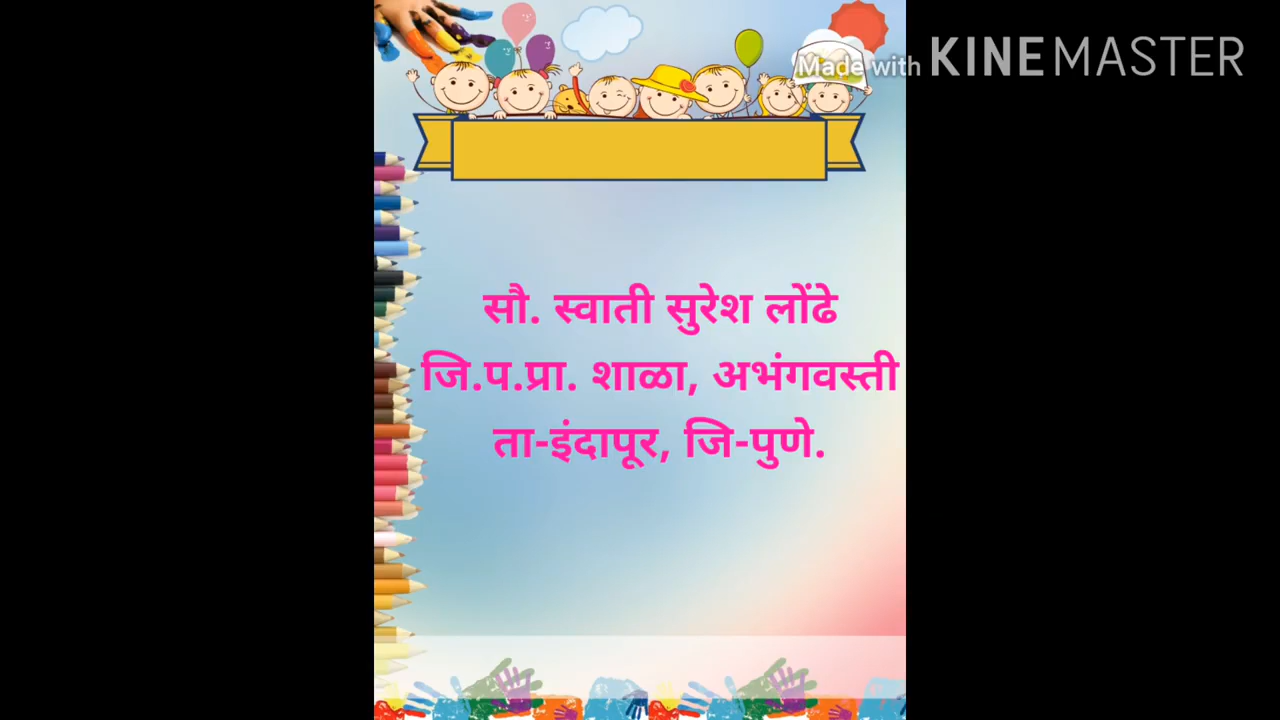 Made with KINEMASTER
सौ. स्वाती सुरेश लोंढे
जि.प.प्रा. शाळा, अभंगवस्ती
ता-इंदापूर, जि-पुणे.